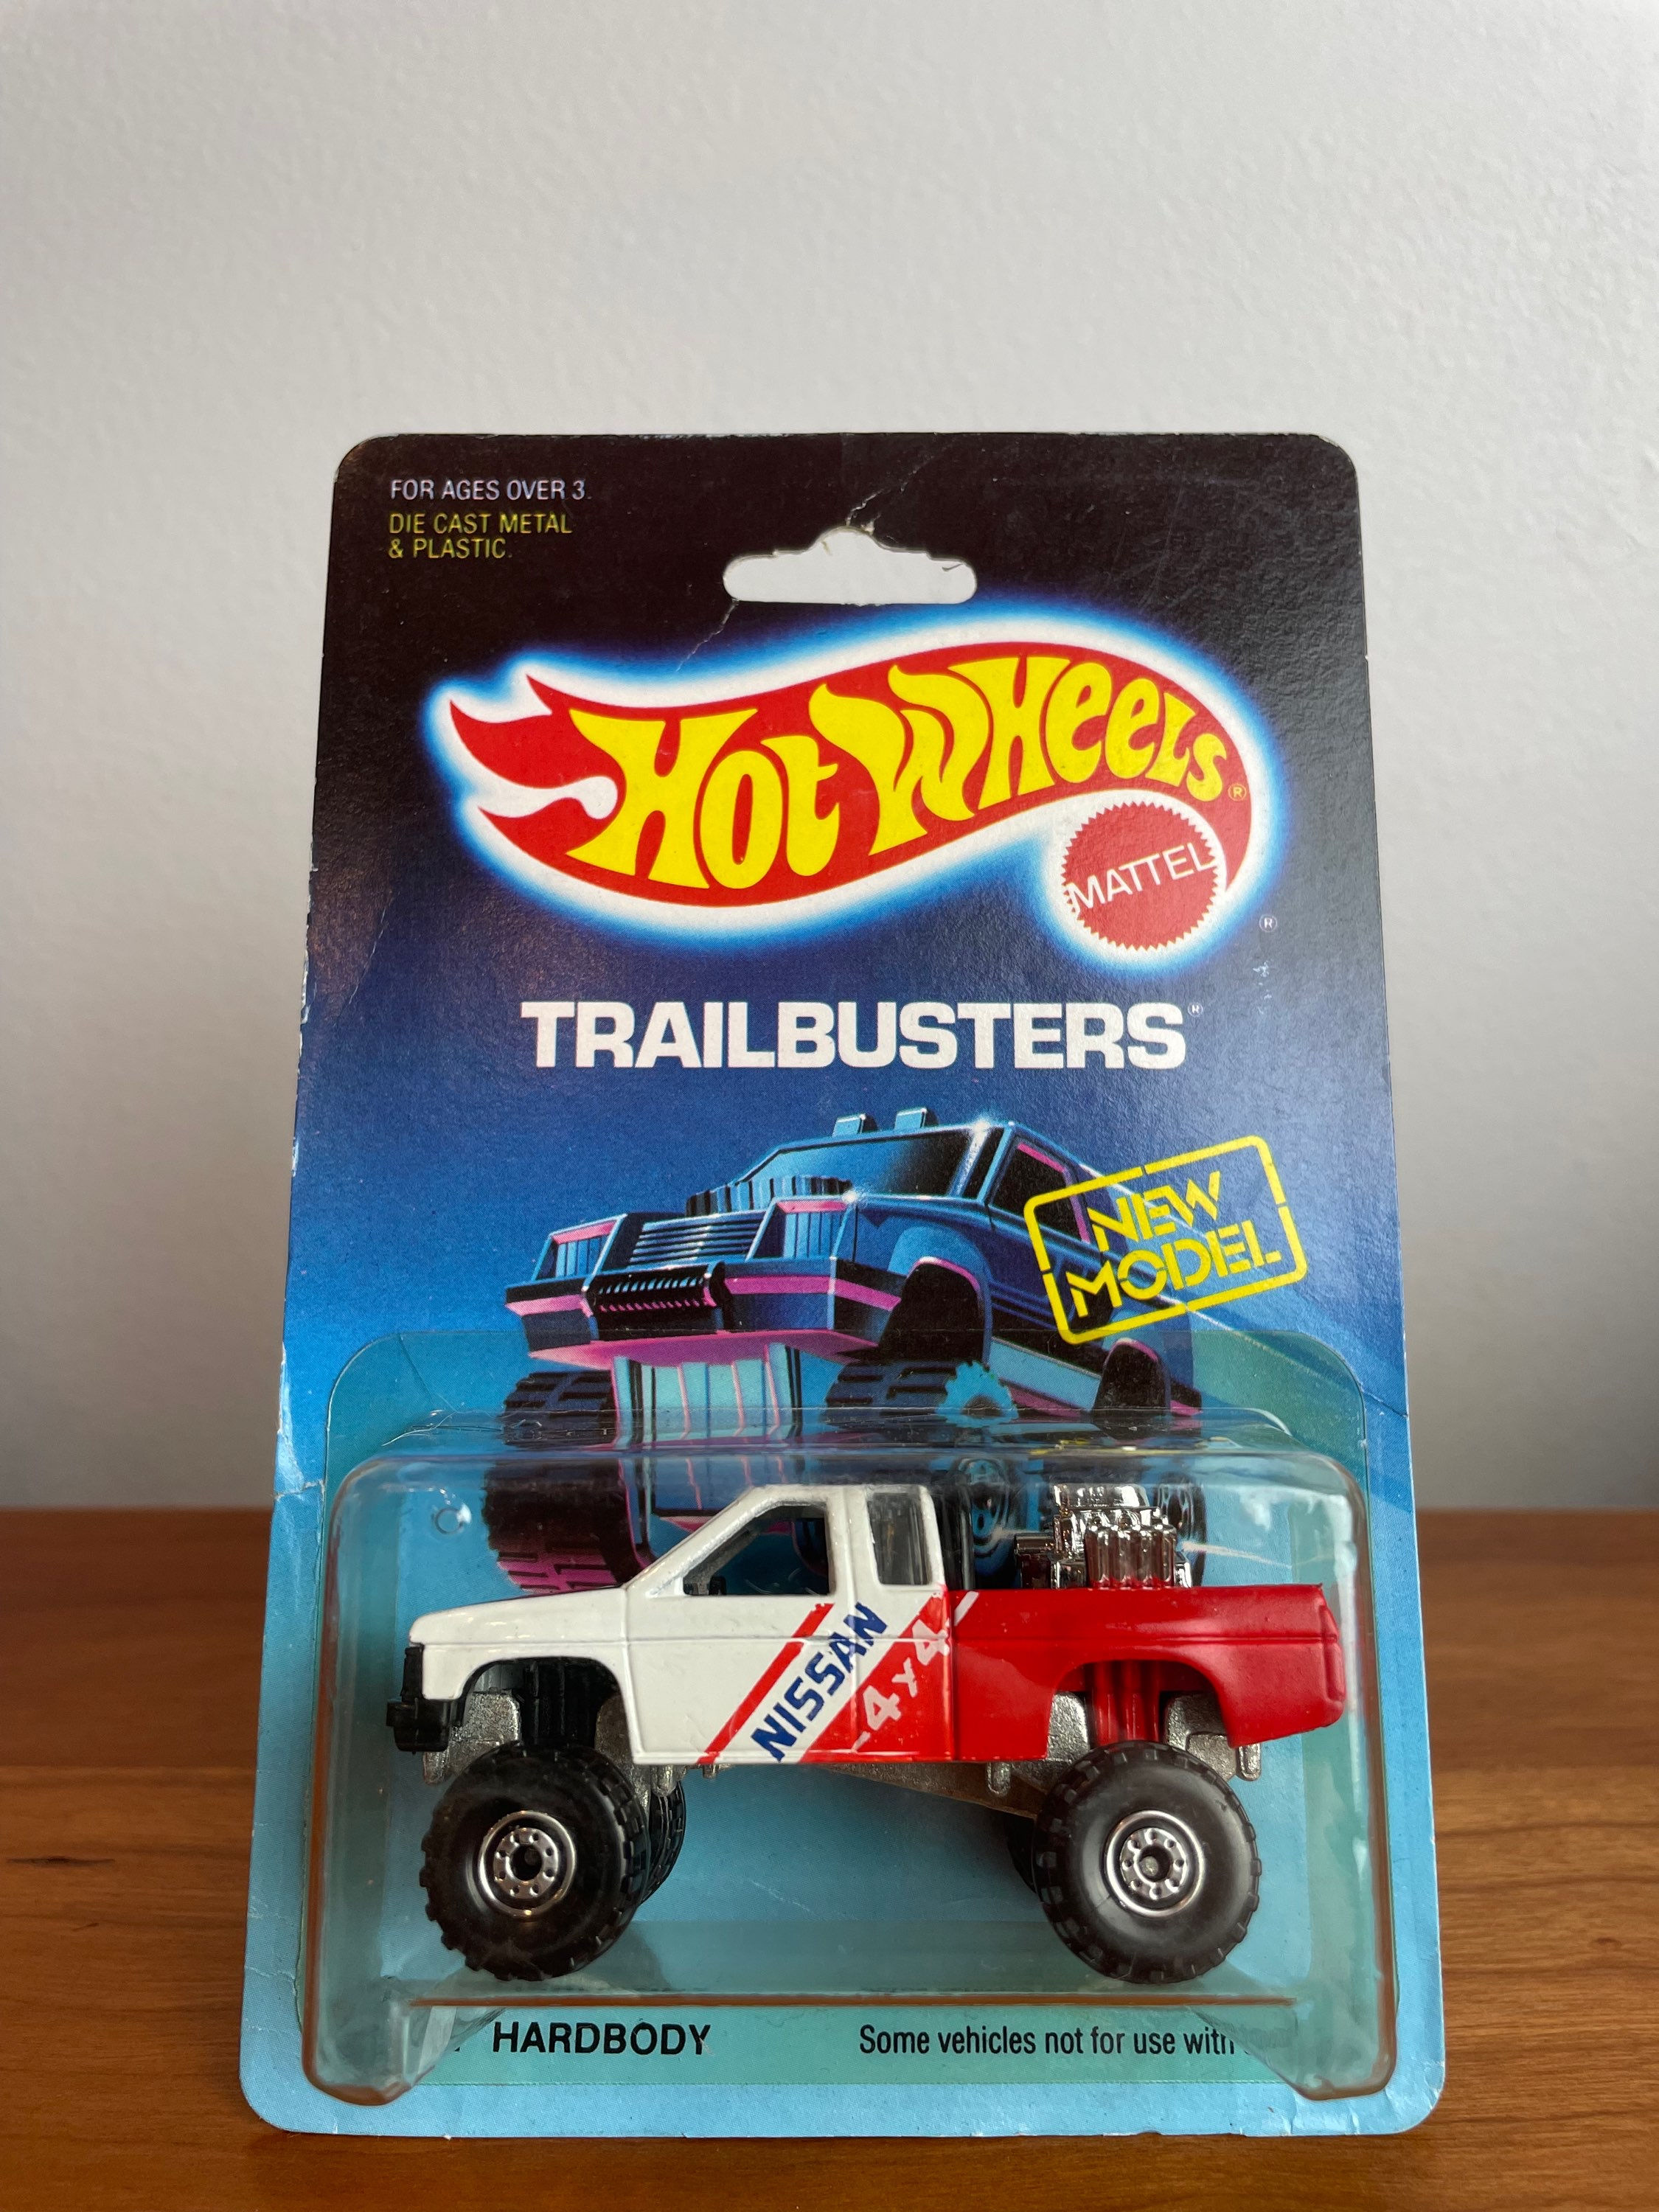 FOR AGES OVER 3.
DIE CAST METAL
& PLASTIC.
Hot Wheels®
MATTEL
®
TRAILBUSTERS®
NEW
MODEL
NISSAN
4x4
HARDBODY
Some vehicles not for use with